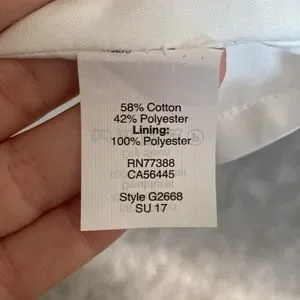 58% Cotton
42% Polyester
Lining:
100% Polyester
RN77388
CA56445
Style G2668
SU 17